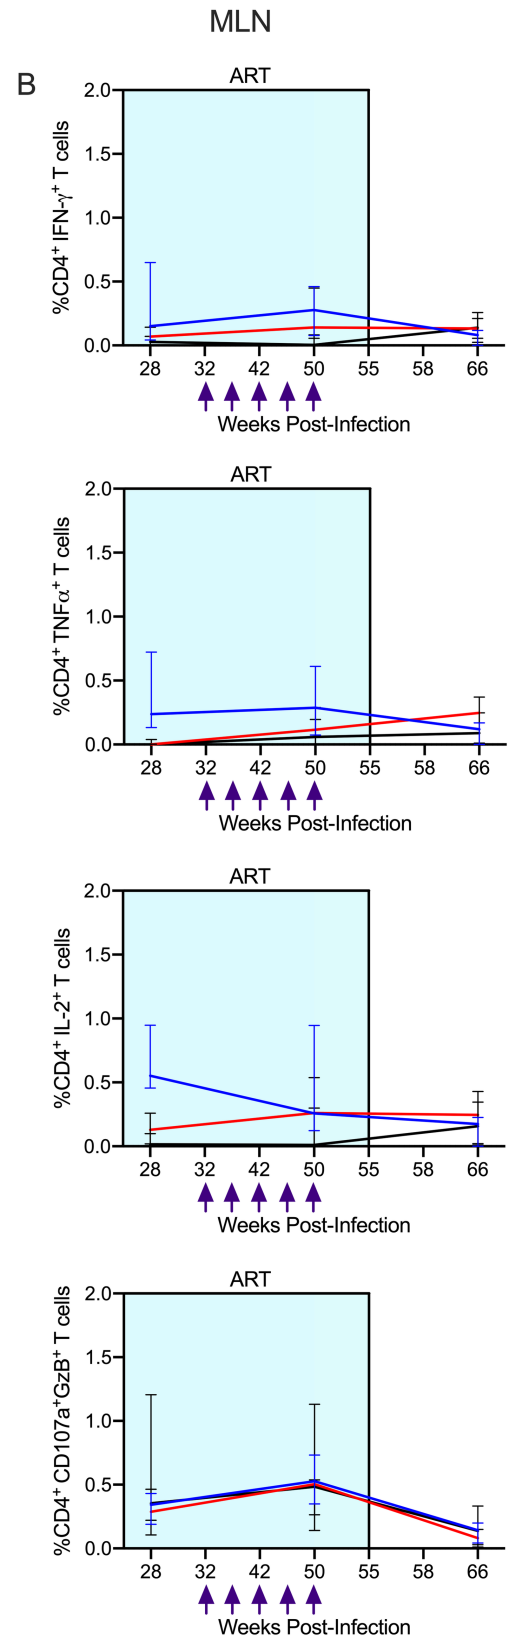 MLN
B
ART
%CD4⁺ IFN-γ⁺ T cells
2.0
1.5
1.0
0.5
0.0
28 32 42 50 55 58 66
Weeks Post-Infection
ART
%CD4⁺ TNFα⁺ T cells
2.0
1.5
1.0
0.5
0.0
28 32 42 50 55 58 66
Weeks Post-Infection
ART
%CD4⁺ IL-2⁺ T cells
2.0
1.5
1.0
0.5
0.0
28 32 42 50 55 58 66
Weeks Post-Infection
ART
%CD4⁺ CD107a⁺GzB⁺ T cells
2.0
1.5
1.0
0.5
0.0
28 32 42 50 55 58 66
Weeks Post-Infection